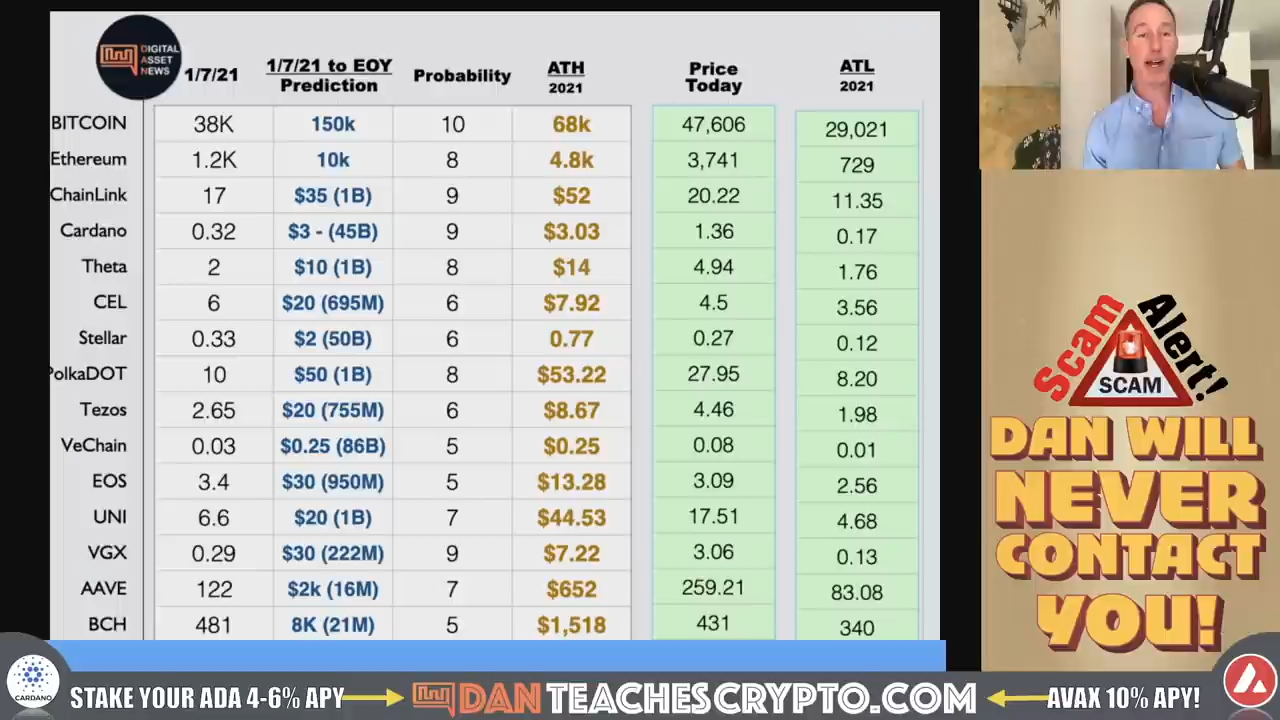 DIGITAL
ASSET
NEWS
1/7/21 1/7/21 to EOY Prediction Probability ATH 2021 Price Today ATL 2021
BITCOIN 38K 150k 10 68k 47,606 29,021
Ethereum 1.2K 10k 8 4.8k 3,741 729
ChainLink 17 $35 (1B) 9 $52 20.22 11.35
Cardano 0.32 $3 - (45B) 9 $3.03 1.36 0.17
Theta 2 $10 (1B) 8 $14 4.94 1.76
CEL 6 $20 (695M) 6 $7.92 4.5 3.56
Stellar 0.33 $2 (50B) 6 0.77 0.27 0.12
PolkaDOT 10 $50 (1B) 8 $53.22 27.95 8.20
Tezos 2.65 $20 (755M) 6 $8.67 4.46 1.98
VeChain 0.03 $0.25 (86B) 5 $0.25 0.08 0.01
EOS 3.4 $30 (950M) 5 $13.28 3.09 2.56
UNI 6.6 $20 (1B) 7 $44.53 17.51 4.68
VGX 0.29 $30 (222M) 9 $7.22 3.06 0.13
AAVE 122 $2k (16M) 7 $652 259.21 83.08
BCH 481 8K (21M) 5 $1,518 431 340
Scam Alert!
SCAM
DAN WILL
NEVER
CONTACT
YOU!
CARDANO
STAKE YOUR ADA 4-6% APY DANTEACHESCRYPTO.COM AVAX 10% APY!